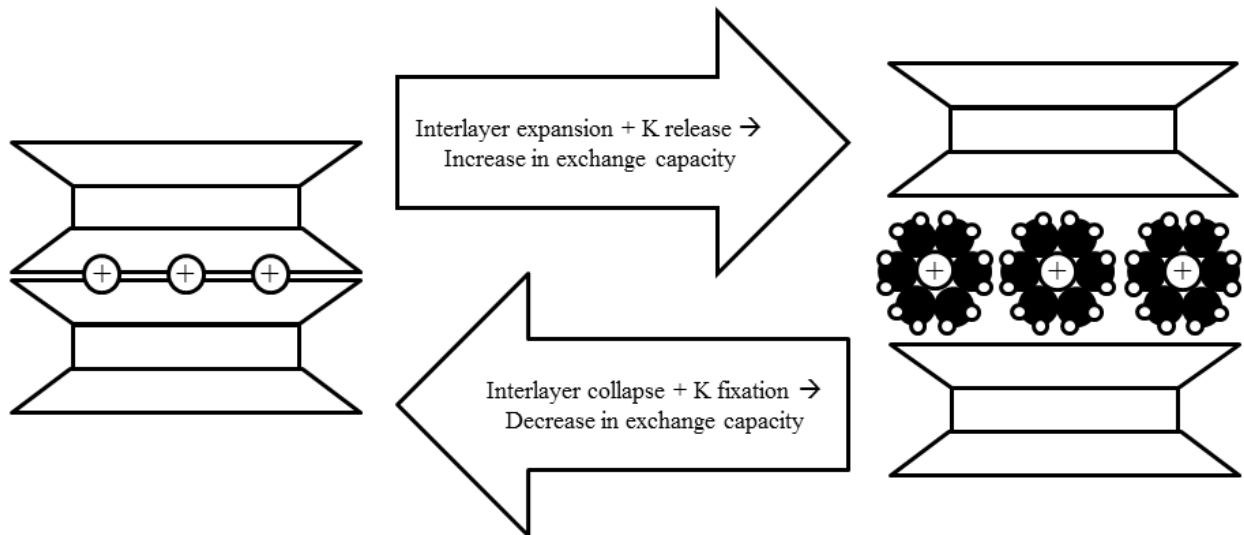 Interlayer expansion + K release →
Increase in exchange capacity
+ + +
+ + +
Interlayer collapse + K fixation →
Decrease in exchange capacity